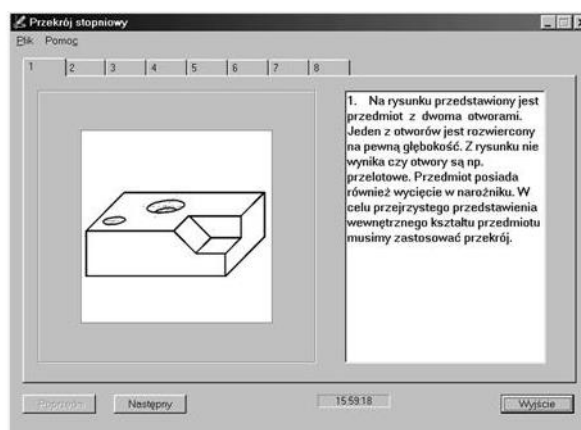 Przekrój stopniowy
Plik Pomoc
1 2 3 4 5 6 7 8
1. Na rysunku przedstawiony jest
przedmiot z dwoma otworami.
Jeden z otworów jest rozwiercony
na pewną głębokość. Z rysunku nie
wynika czy otwory są np.
przelotowe. Przedmiot posiada
również wycięcie w narożniku. W
celu przejrzystego przedstawienia
wewnętrznego kształtu przedmiotu
musimy zastosować przekrój.
Następny 15:59:18 Wyjście